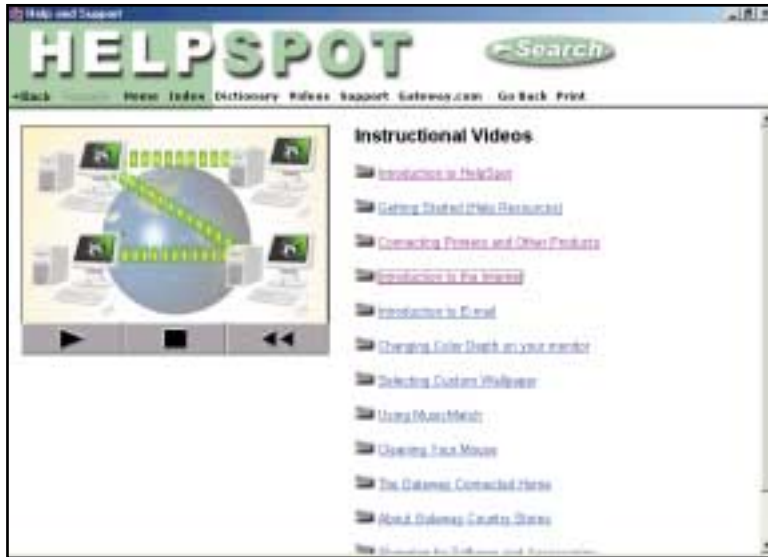 Help and Support
HELPSPOT
Search
Back Home Index Dictionary Videos Support Gateway.com Go Back Print
Instructional Videos
Introduction to HelpSpot
Getting Started (Help Resources)
Connecting Printers and Other Products
Introduction to the Internet
Introduction to E-mail
Changing Color Depth on your monitor
Selecting Custom Wallpaper
Using MusicMatch
Cleaning Your Mouse
The Gateway Connected Home
About Gateway Country Stores